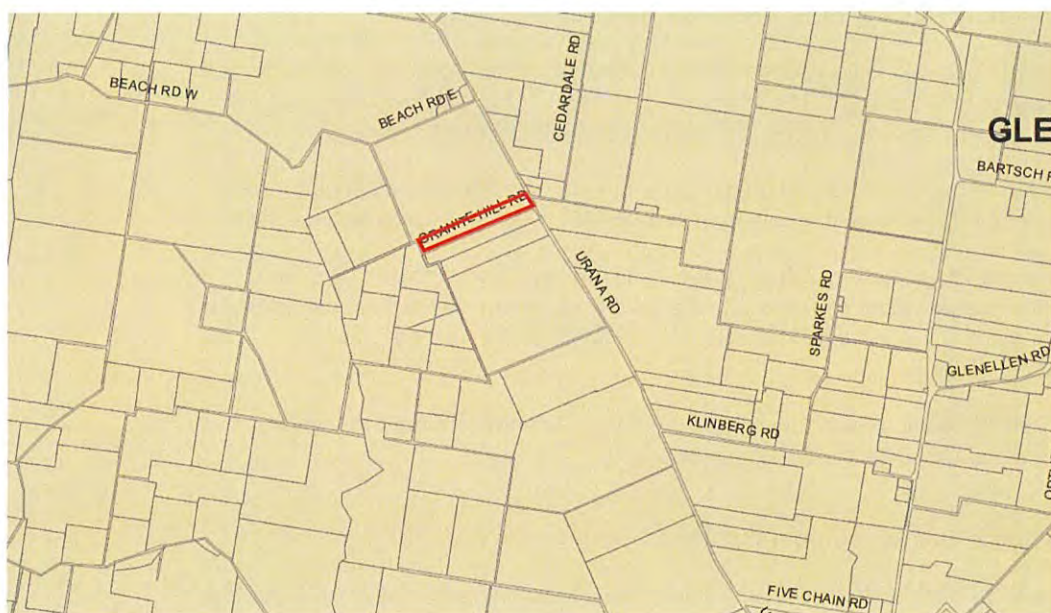 BEACH RD W
BEACH RD E
CEDARDALE RD
GLE
BARTSCH
GRANITE HILL RD
URANA RD
SPARKES RD
GLENELLEN RD
KLINBERG RD
FIVE CHAIN RD